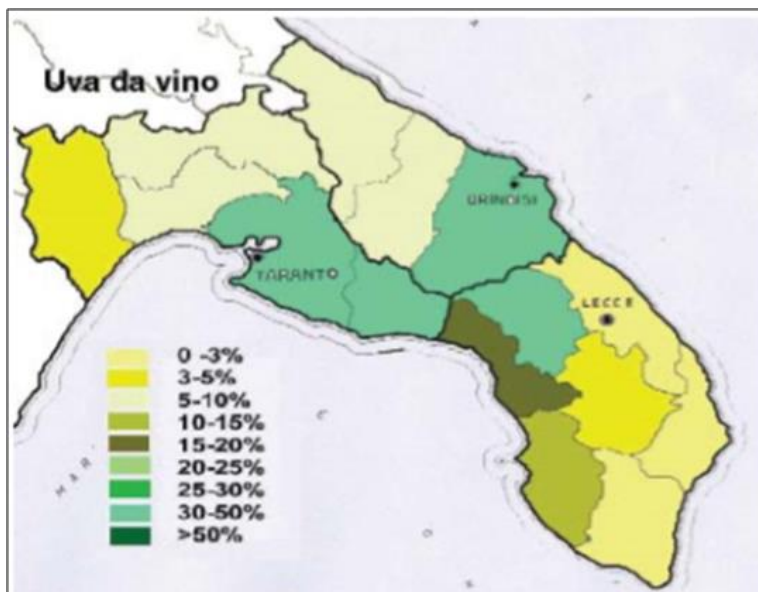 Uva da vino
BRINDISI
TARANTO
LECCE
0 -3%
3-5%
5-10%
10-15%
15-20%
20-25%
25-30%
30-50%
>50%
MAR